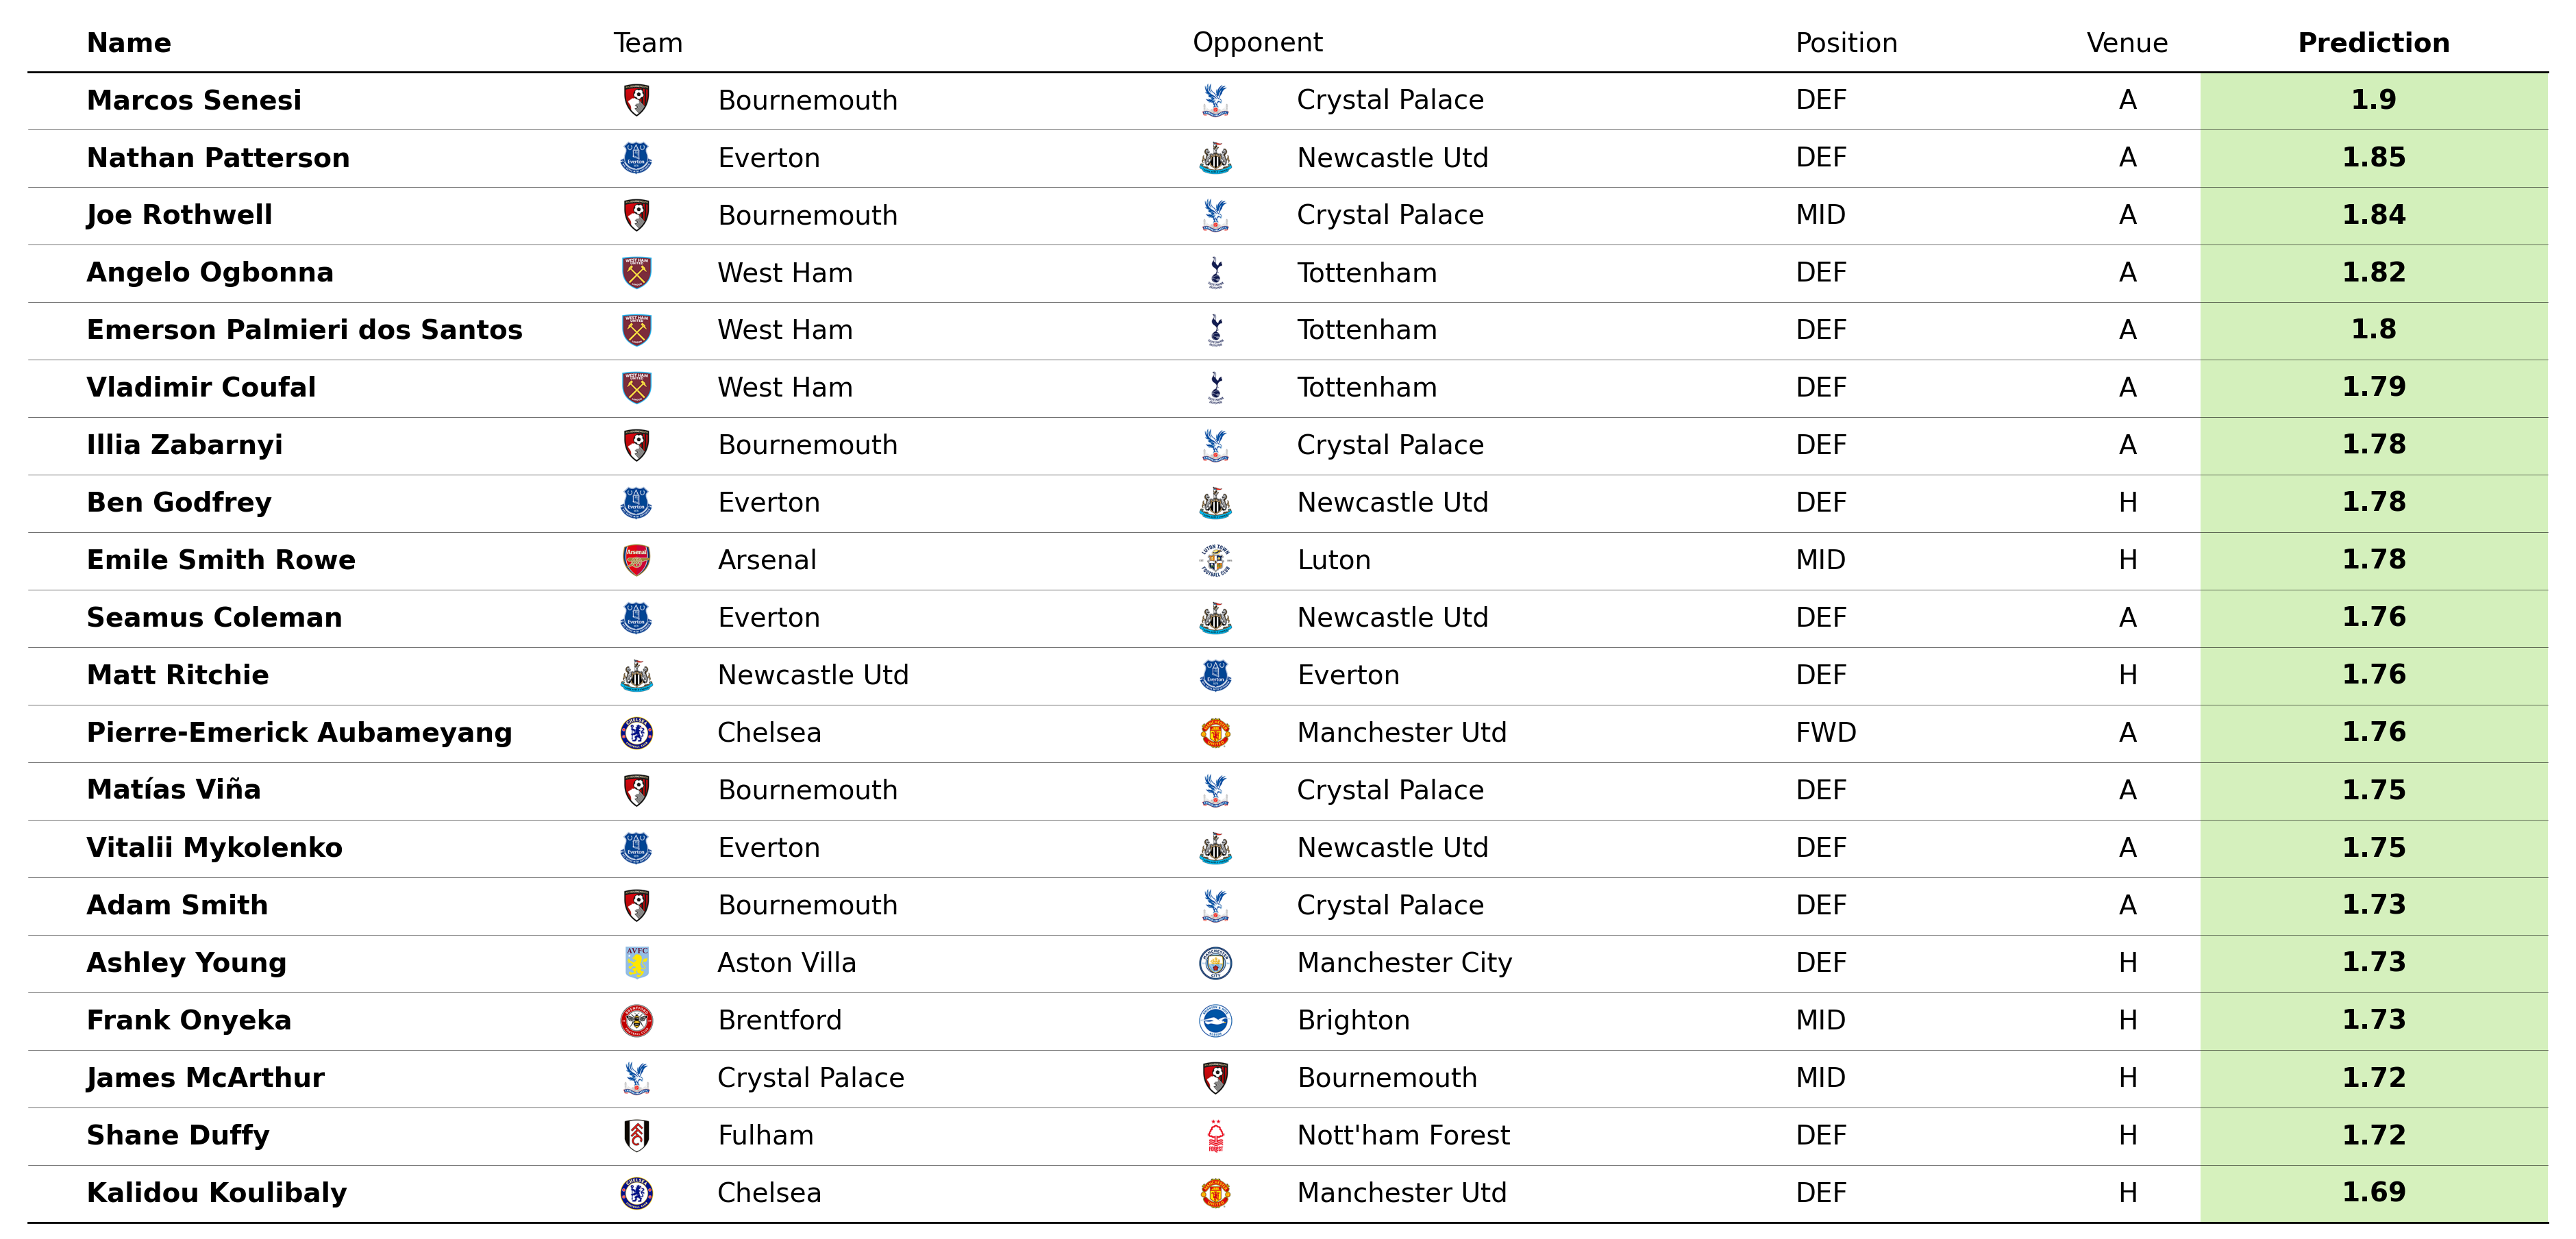 Name Team Opponent Position Venue Prediction
Marcos Senesi Bournemouth Crystal Palace DEF A 1.9
Nathan Patterson Everton Newcastle Utd DEF A 1.85
Joe Rothwell Bournemouth Crystal Palace MID A 1.84
Angelo Ogbonna West Ham Tottenham DEF A 1.82
Emerson Palmieri dos Santos West Ham Tottenham DEF A 1.8
Vladimir Coufal West Ham Tottenham DEF A 1.79
Illia Zabarnyi Bournemouth Crystal Palace DEF A 1.78
Ben Godfrey Everton Newcastle Utd DEF H 1.78
Emile Smith Rowe Arsenal Luton MID H 1.78
Seamus Coleman Everton Newcastle Utd DEF A 1.76
Matt Ritchie Newcastle Utd Everton DEF H 1.76
Pierre-Emerick Aubameyang Chelsea Manchester Utd FWD A 1.76
Matías Viña Bournemouth Crystal Palace DEF A 1.75
Vitalii Mykolenko Everton Newcastle Utd DEF A 1.75
Adam Smith Bournemouth Crystal Palace DEF A 1.73
Ashley Young Aston Villa Manchester City DEF H 1.73
Frank Onyeka Brentford Brighton MID H 1.73
James McArthur Crystal Palace Bournemouth MID H 1.72
Shane Duffy Fulham Nott'ham Forest DEF H 1.72
Kalidou Koulibaly Chelsea Manchester Utd DEF H 1.69